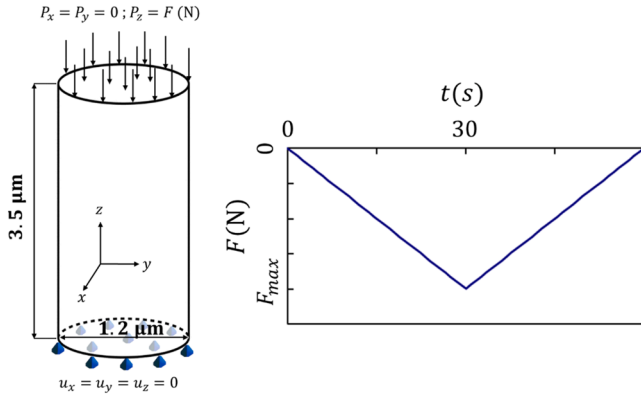 P_x = P_y = 0 ; P_z = F (N)
3.5 μm
z
y
x
1.2 μm
u_x = u_y = u_z = 0
t(s)
0 30
0
F (N)
F_max